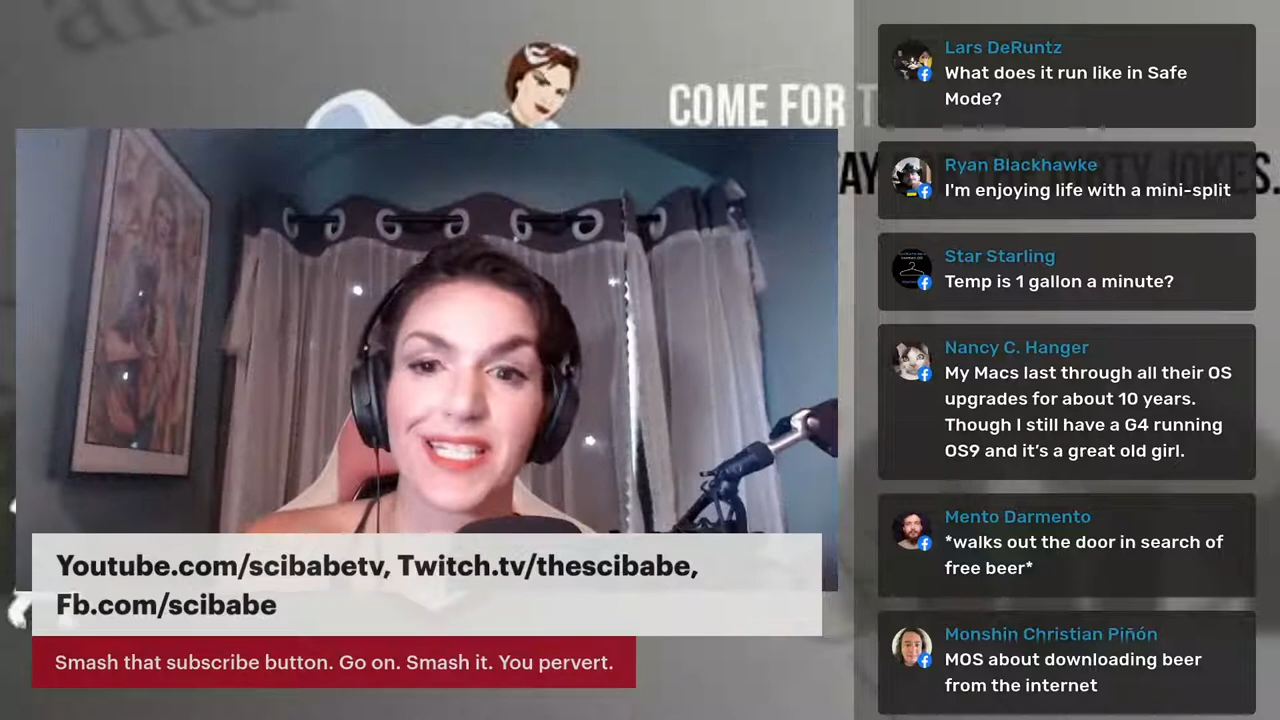 and
COME FOR T
AY JOKES.
Youtube.com/scibabetv, Twitch.tv/thescibabe,
Fb.com/scibabe
Smash that subscribe button. Go on. Smash it. You pervert.
Lars DeRuntz
What does it run like in Safe
Mode?
Ryan Blackhawke
I'm enjoying life with a mini-split
Star Starling
Temp is 1 gallon a minute?
Nancy C. Hanger
My Macs last through all their OS
upgrades for about 10 years.
Though I still have a G4 running
OS9 and it's a great old girl.
Mento Darmento
*walks out the door in search of
free beer*
Monshin Christian Piñón
MOS about downloading beer
from the internet